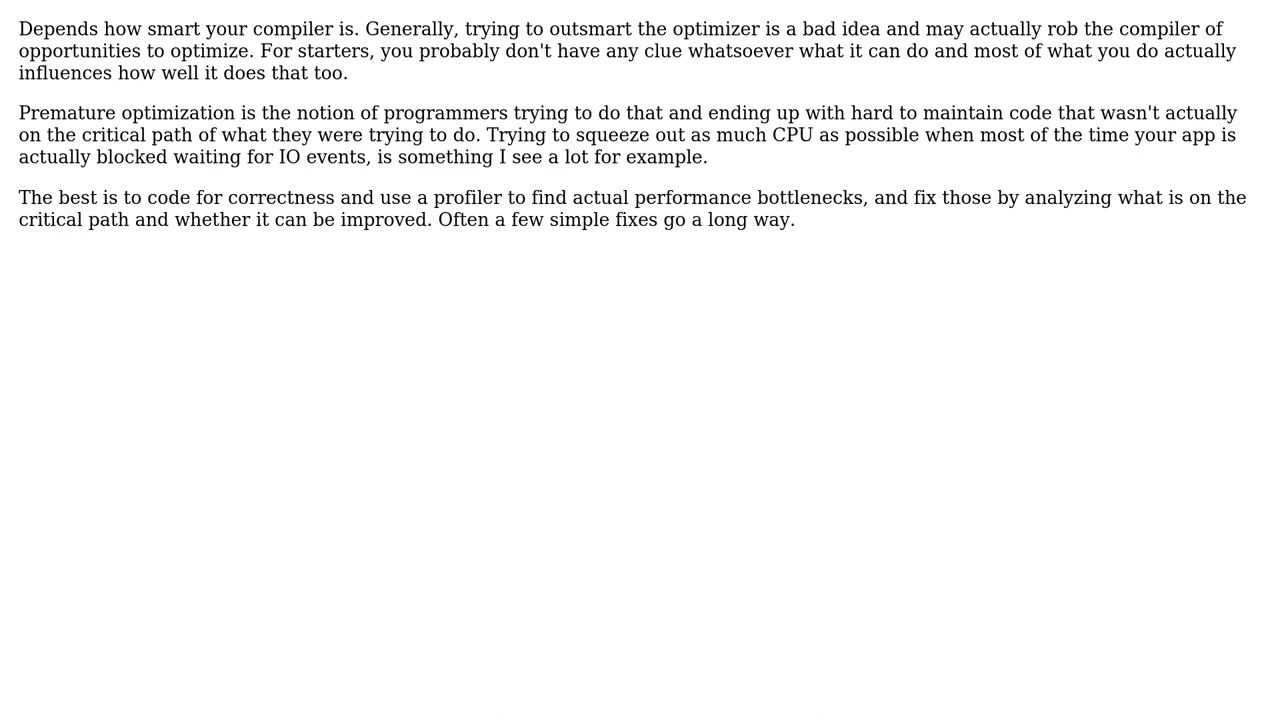 Depends how smart your compiler is. Generally, trying to outsmart the optimizer is a bad idea and may actually rob the compiler of
opportunities to optimize. For starters, you probably don't have any clue whatsoever what it can do and most of what you do actually
influences how well it does that too.
Premature optimization is the notion of programmers trying to do that and ending up with hard to maintain code that wasn't actually
on the critical path of what they were trying to do. Trying to squeeze out as much CPU as possible when most of the time your app is
actually blocked waiting for IO events, is something I see a lot for example.
The best is to code for correctness and use a profiler to find actual performance bottlenecks, and fix those by analyzing what is on the
critical path and whether it can be improved. Often a few simple fixes go a long way.